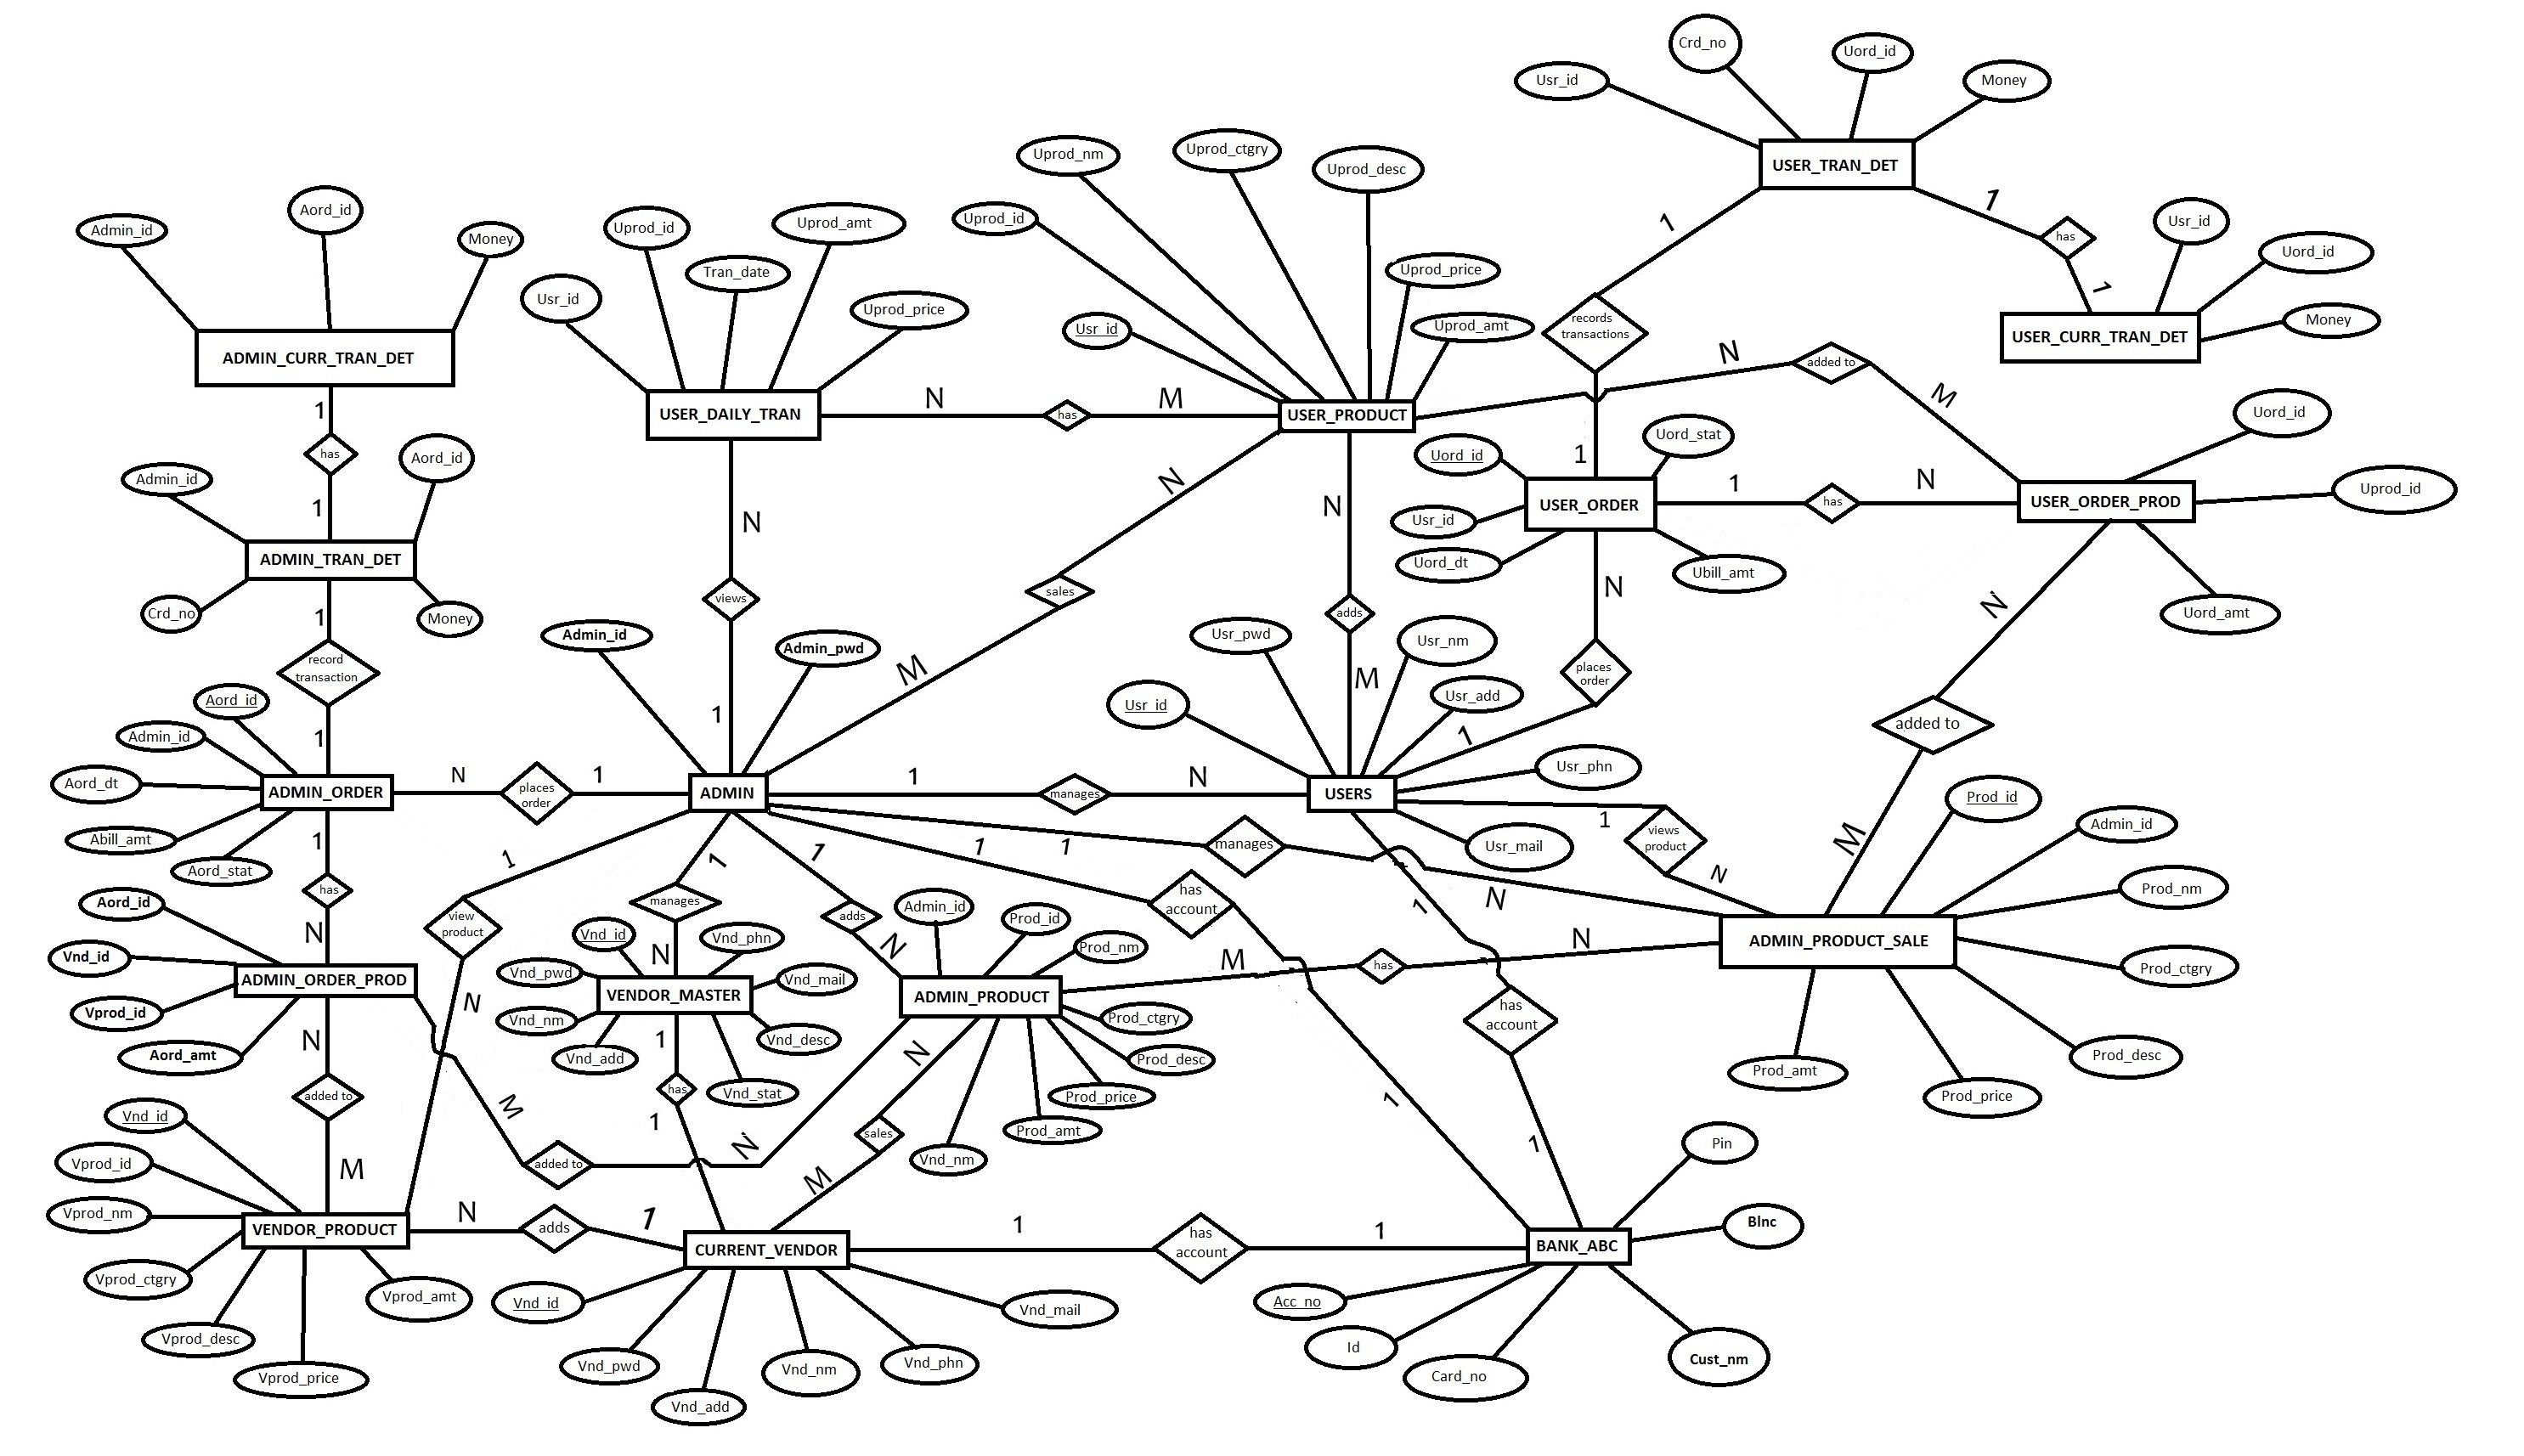 Crd_no
Uord_id
Usr_id
Money
USER_TRAN_DET
1
1
has
Usr_id
Uord_id
Money
1
USER_CURR_TRAN_DET
Uprod_nm
Uprod_ctgry
Uprod_desc
Uprod_id
Uprod_price
Usr_id
Uprod_amt
USER_PRODUCT
records
transactions
N
added to
M
Admin_id
Aord_id
Money
ADMIN_CURR_TRAN_DET
1
has
1
Usr_id
Uprod_id
Tran_date
Uprod_amt
Uprod_price
USER_DAILY_TRAN
N
has
M
N
views
1
Admin_id
Aord_id
ADMIN_TRAN_DET
Crd_no
Money
1
record
transaction
1
N
sales
M
N
adds
M
1
Uord_id
Uord_stat
USER_ORDER
Usr_id
Uord_dt
Ubill_amt
1
has
N
Uord_id
USER_ORDER_PROD
Uprod_id
Uord_amt
N
places
order
1
N
added to
M
Aord_id
Admin_id
Aord_dt
Abill_amt
Aord_stat
ADMIN_ORDER
N
places
order
1
Admin_id
Admin_pwd
ADMIN
1
manages
N
Usr_pwd
Usr_nm
Usr_id
Usr_add
Usr_phn
Usr_mail
USERS
1
views
product
N
1
1
manages
N
has
account
1
1
has
account
1
Prod_id
Admin_id
Prod_nm
Prod_ctgry
Prod_desc
Prod_price
Prod_amt
ADMIN_PRODUCT_SALE
1
has
N
Aord_id
Vnd_id
Vprod_id
Aord_amt
ADMIN_ORDER_PROD
N
added to
M
1
view
product
N
1
manages
N
Vnd_id
Vnd_phn
Vnd_pwd
Vnd_mail
VENDOR_MASTER
Vnd_nm
Vnd_desc
Vnd_add
Vnd_stat
1
has
1
1
adds
N
Admin_id
Prod_id
Prod_nm
ADMIN_PRODUCT
Prod_ctgry
Prod_desc
Prod_price
Prod_amt
Vnd_nm
M
has
N
M
added to
N
N
sales
M
Vnd_id
Vprod_id
Vprod_nm
Vprod_ctgry
Vprod_desc
Vprod_price
Vprod_amt
VENDOR_PRODUCT
N
adds
1
CURRENT_VENDOR
Vnd_id
Vnd_pwd
Vnd_add
Vnd_nm
Vnd_phn
Vnd_mail
1
has
account
1
BANK_ABC
Pin
Blnc
Acc_no
Id
Card_no
Cust_nm